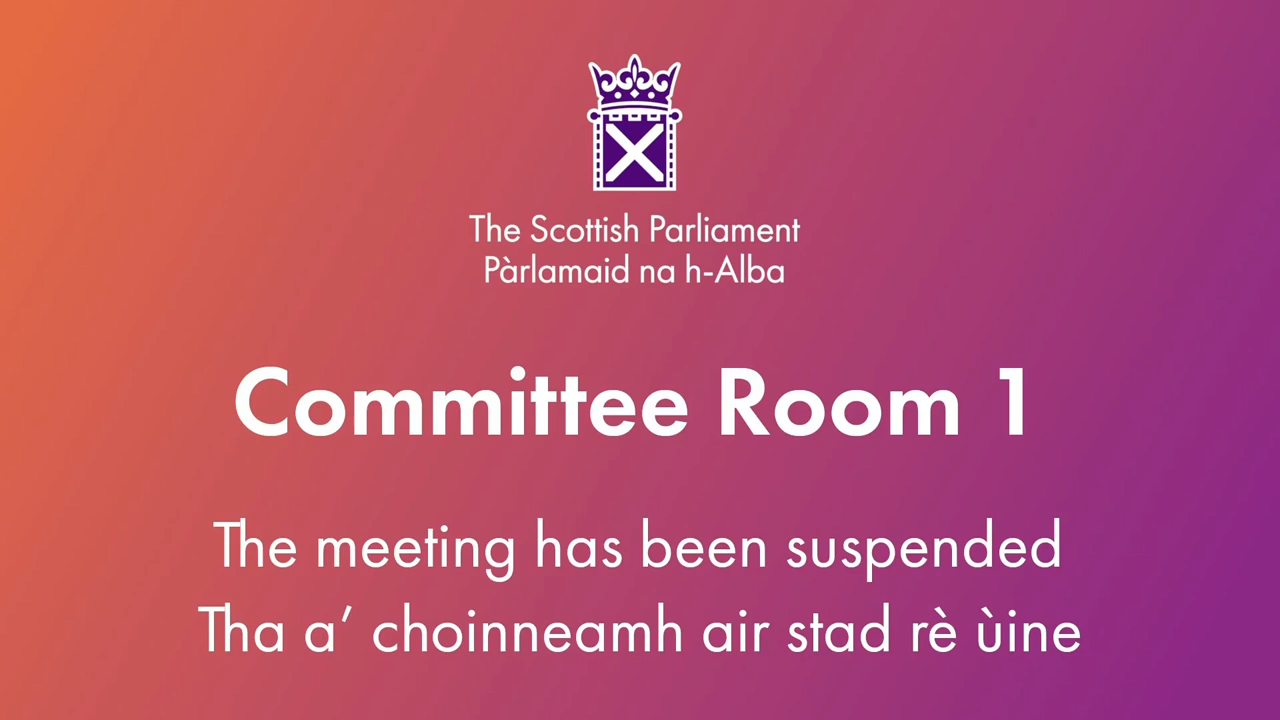 The Scottish Parliament
Pàrlamaid na h-Alba
Committee Room 1
The meeting has been suspended
Tha a’ choinneamh air stad rè ùine